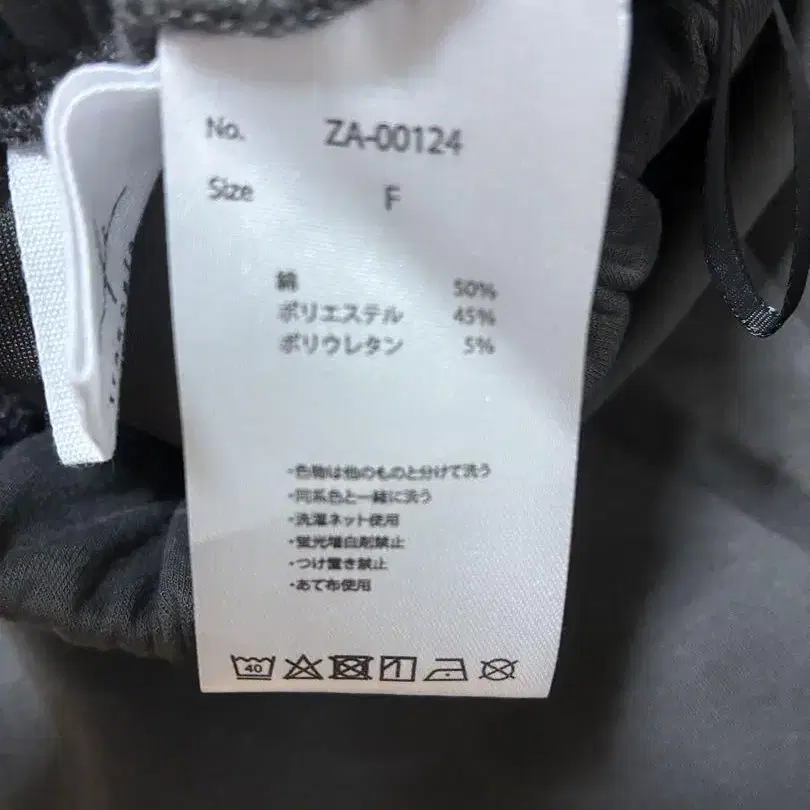 No. ZA-00124
Size F
綿 50%
ポリエステル 45%
ポリウレタン 5%
・色物は他のものと分けて洗う
・同系色と一緒に洗う
・洗濯ネット使用
・蛍光増白剤禁止
・つけ置き禁止
・あて布使用
40